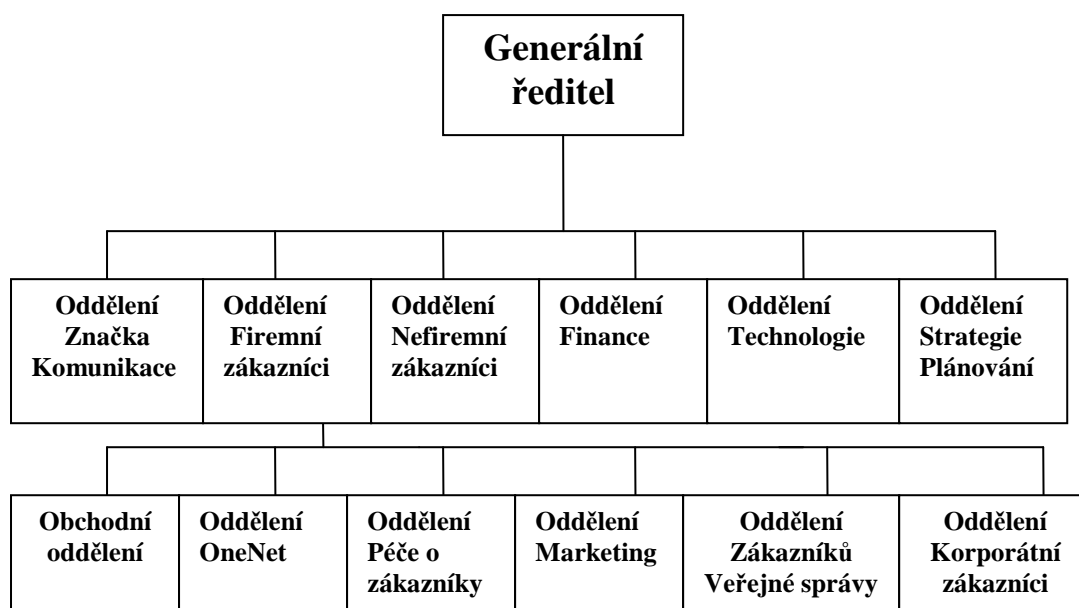 Generální
ředitel
Oddělení
Značka
Komunikace
Oddělení
Firemní
zákazníci
Oddělení
Nefiremní
zákazníci
Oddělení
Finance
Oddělení
Technologie
Oddělení
Strategie
Plánování
Obchodní
oddělení
Oddělení
OneNet
Oddělení
Péče o
zákazníky
Oddělení
Marketing
Oddělení
Zákazníků
Veřejné správy
Oddělení
Korporátní
zákazníci